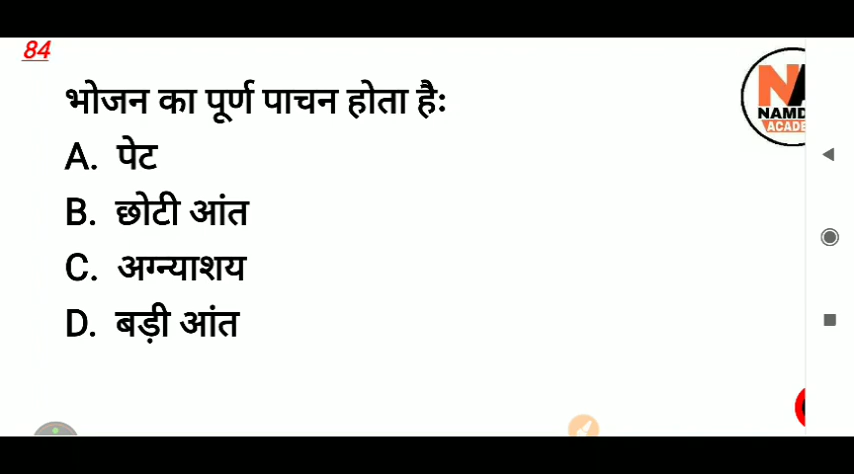 84
भोजन का पूर्ण पाचन होता हैः
A. पेट
B. छोटी आंत
C. अग्न्याशय
D. बड़ी आंत